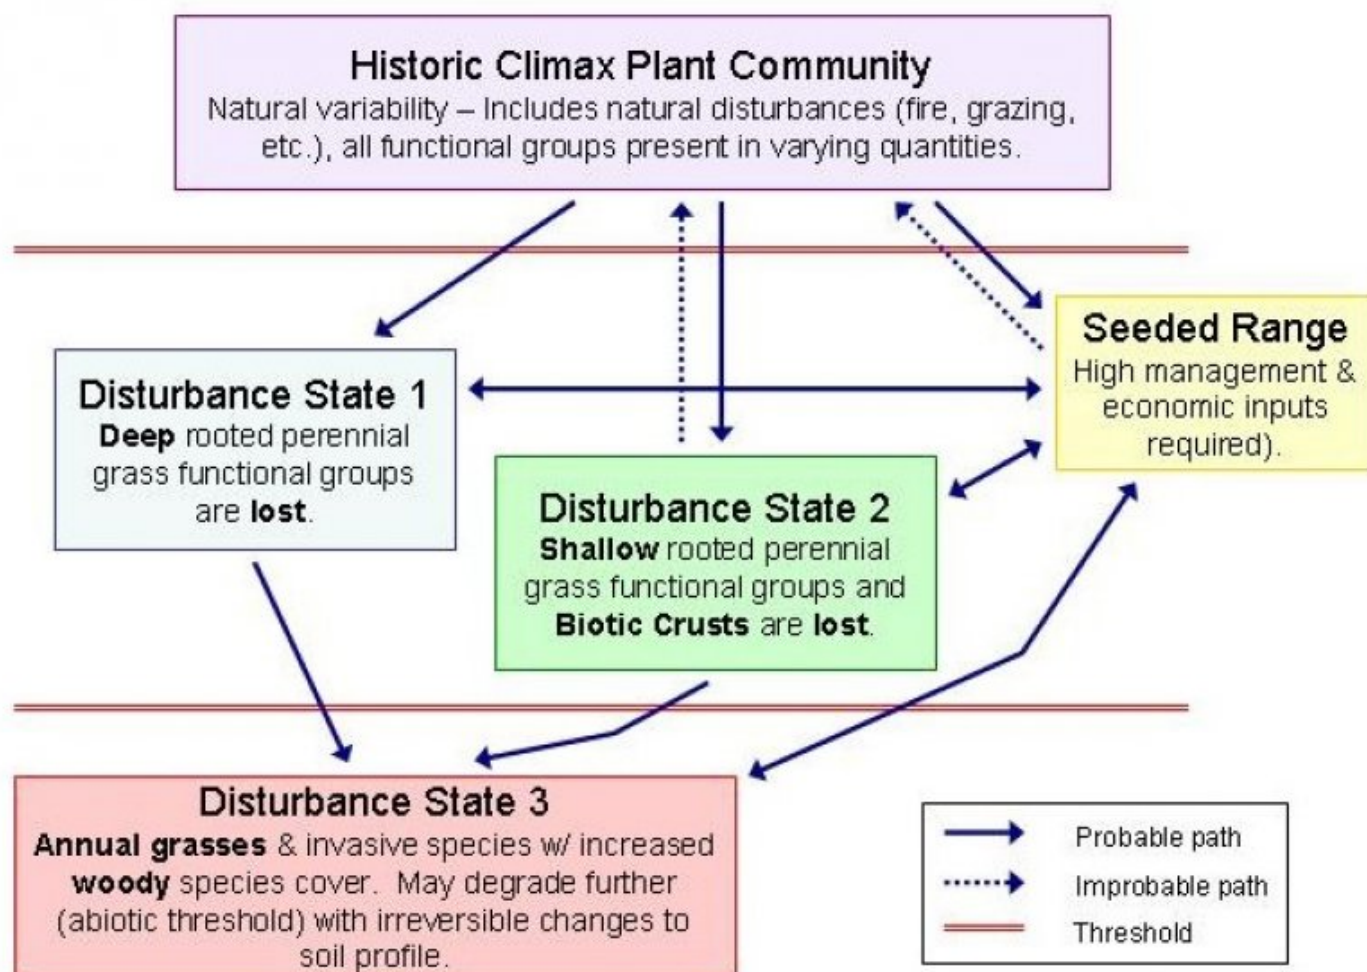 Historic Climax Plant Community
Natural variability – Includes natural disturbances (fire, grazing,
etc.), all functional groups present in varying quantities.
Seeded Range
High management &
economic inputs
required).
Disturbance State 1
Deep rooted perennial
grass functional groups
are lost.
Disturbance State 2
Shallow rooted perennial
grass functional groups and
Biotic Crusts are lost.
Disturbance State 3
Annual grasses & invasive species w/ increased
woody species cover. May degrade further
(abiotic threshold) with irreversible changes to
soil profile.
Probable path
Improbable path
Threshold